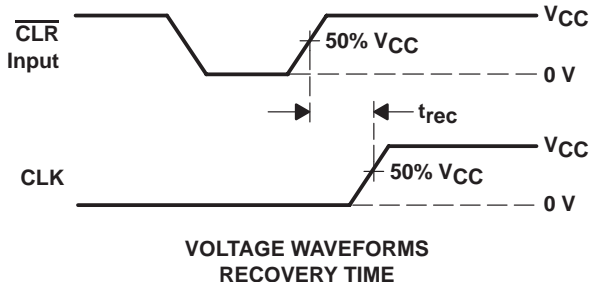 CLR
Input
VCC
50% VCC
0 V
trec
CLK
VCC
50% VCC
0 V
VOLTAGE WAVEFORMS
RECOVERY TIME